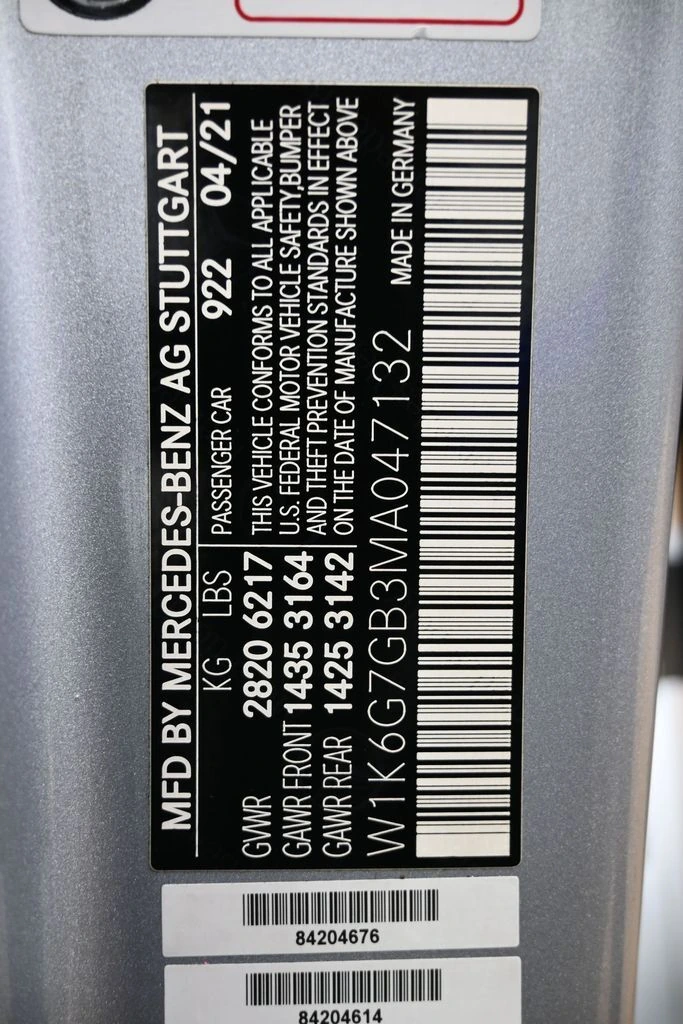 MFD BY MERCEDES-BENZ AG STUTTGART
KG LBS PASSENGER CAR 922 04/21
GVWR 2820 6217
GAWR FRONT 1435 3164
GAWR REAR 1425 3142
THIS VEHICLE CONFORMS TO ALL APPLICABLE
U.S. FEDERAL MOTOR VEHICLE SAFETY,BUMPER
AND THEFT PREVENTION STANDARDS IN EFFECT
ON THE DATE OF MANUFACTURE SHOWN ABOVE
W1K6G7GB3MA047132 MADE IN GERMANY
84204676
84204614